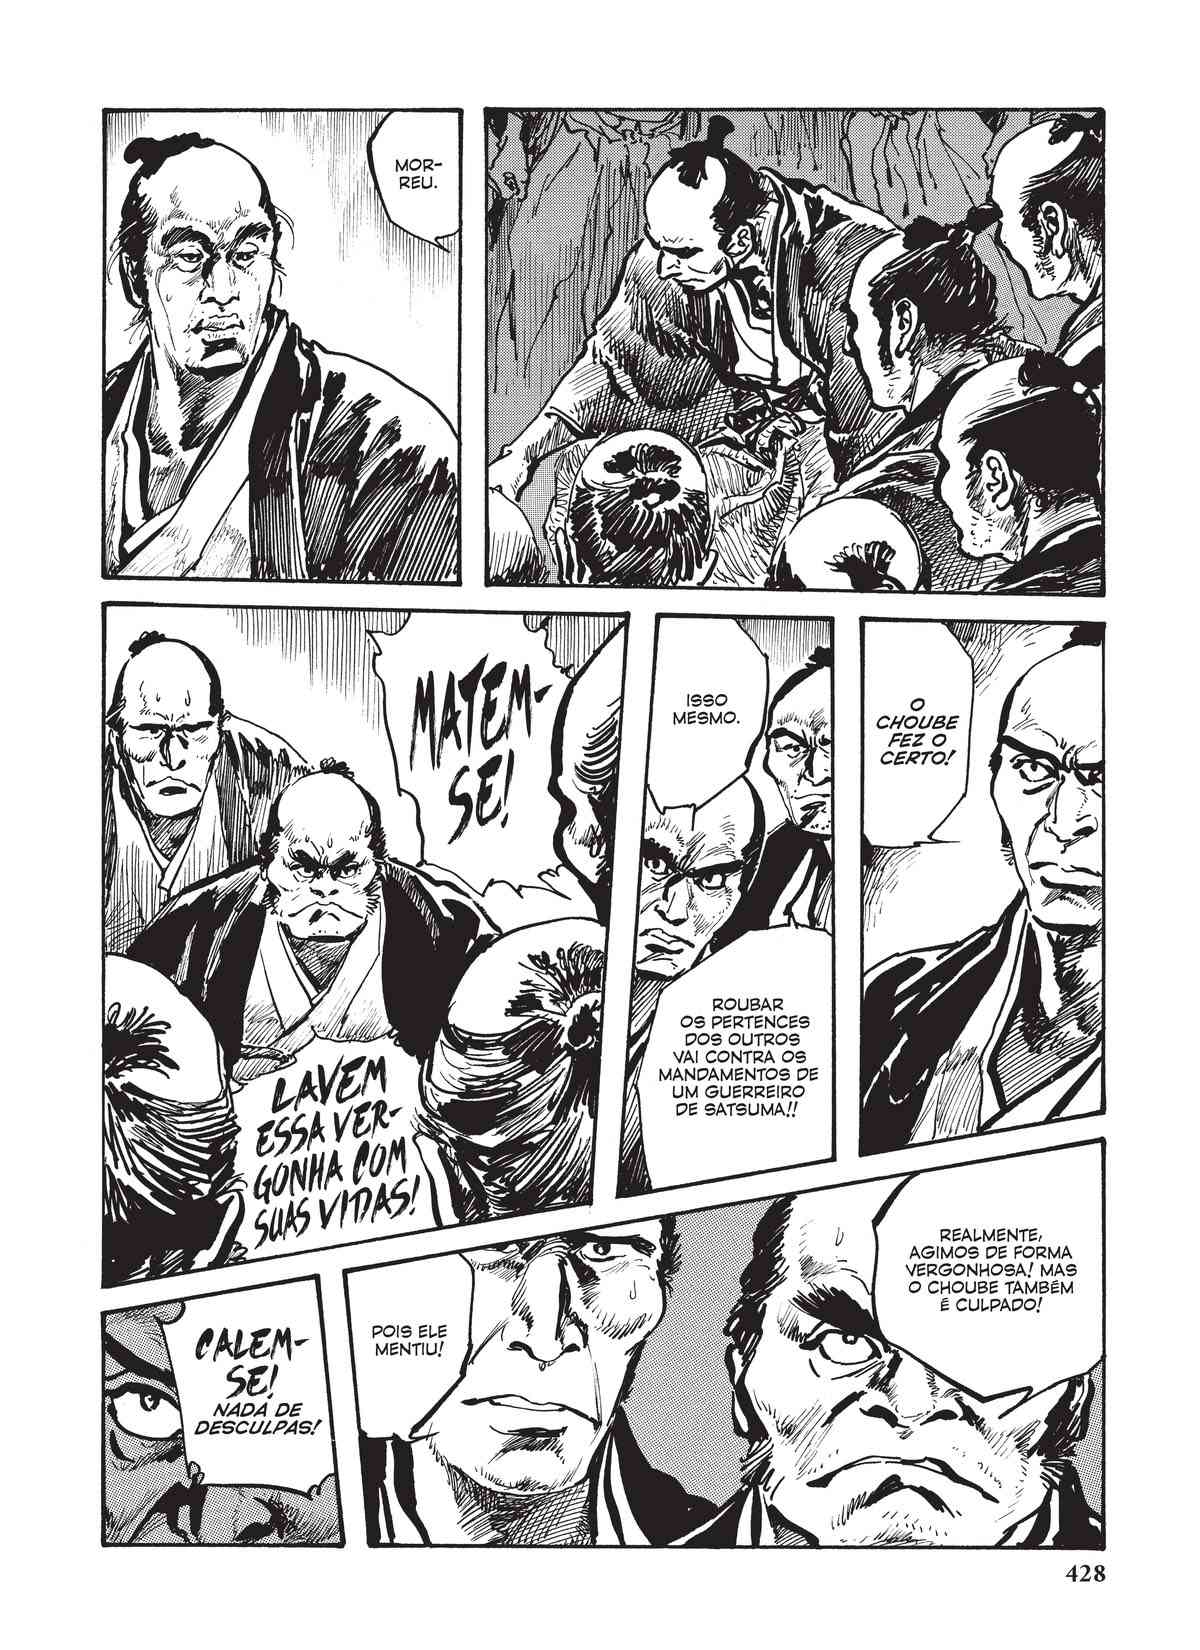 MOR-
REU.
O
CHOUBE
FEZ O
CERTO!
ISSO
MESMO.
ROUBAR
OS PERTENCES
DOS OUTROS
VAI CONTRA OS
MANDAMENTOS DE
UM GUERREIRO
DE SATSUMA!!
MATEM-
SE!
LAVEM
ESSA VER-
GONHA COM
SUAS VIDAS!
REALMENTE,
AGIMOS DE FORMA
VERGONHOSA! MAS
O CHOUBE TAMBÉM
É CULPADO!
POIS ELE
MENTIU!
CALEM-
SE!
NADA DE
DESCULPAS!
428